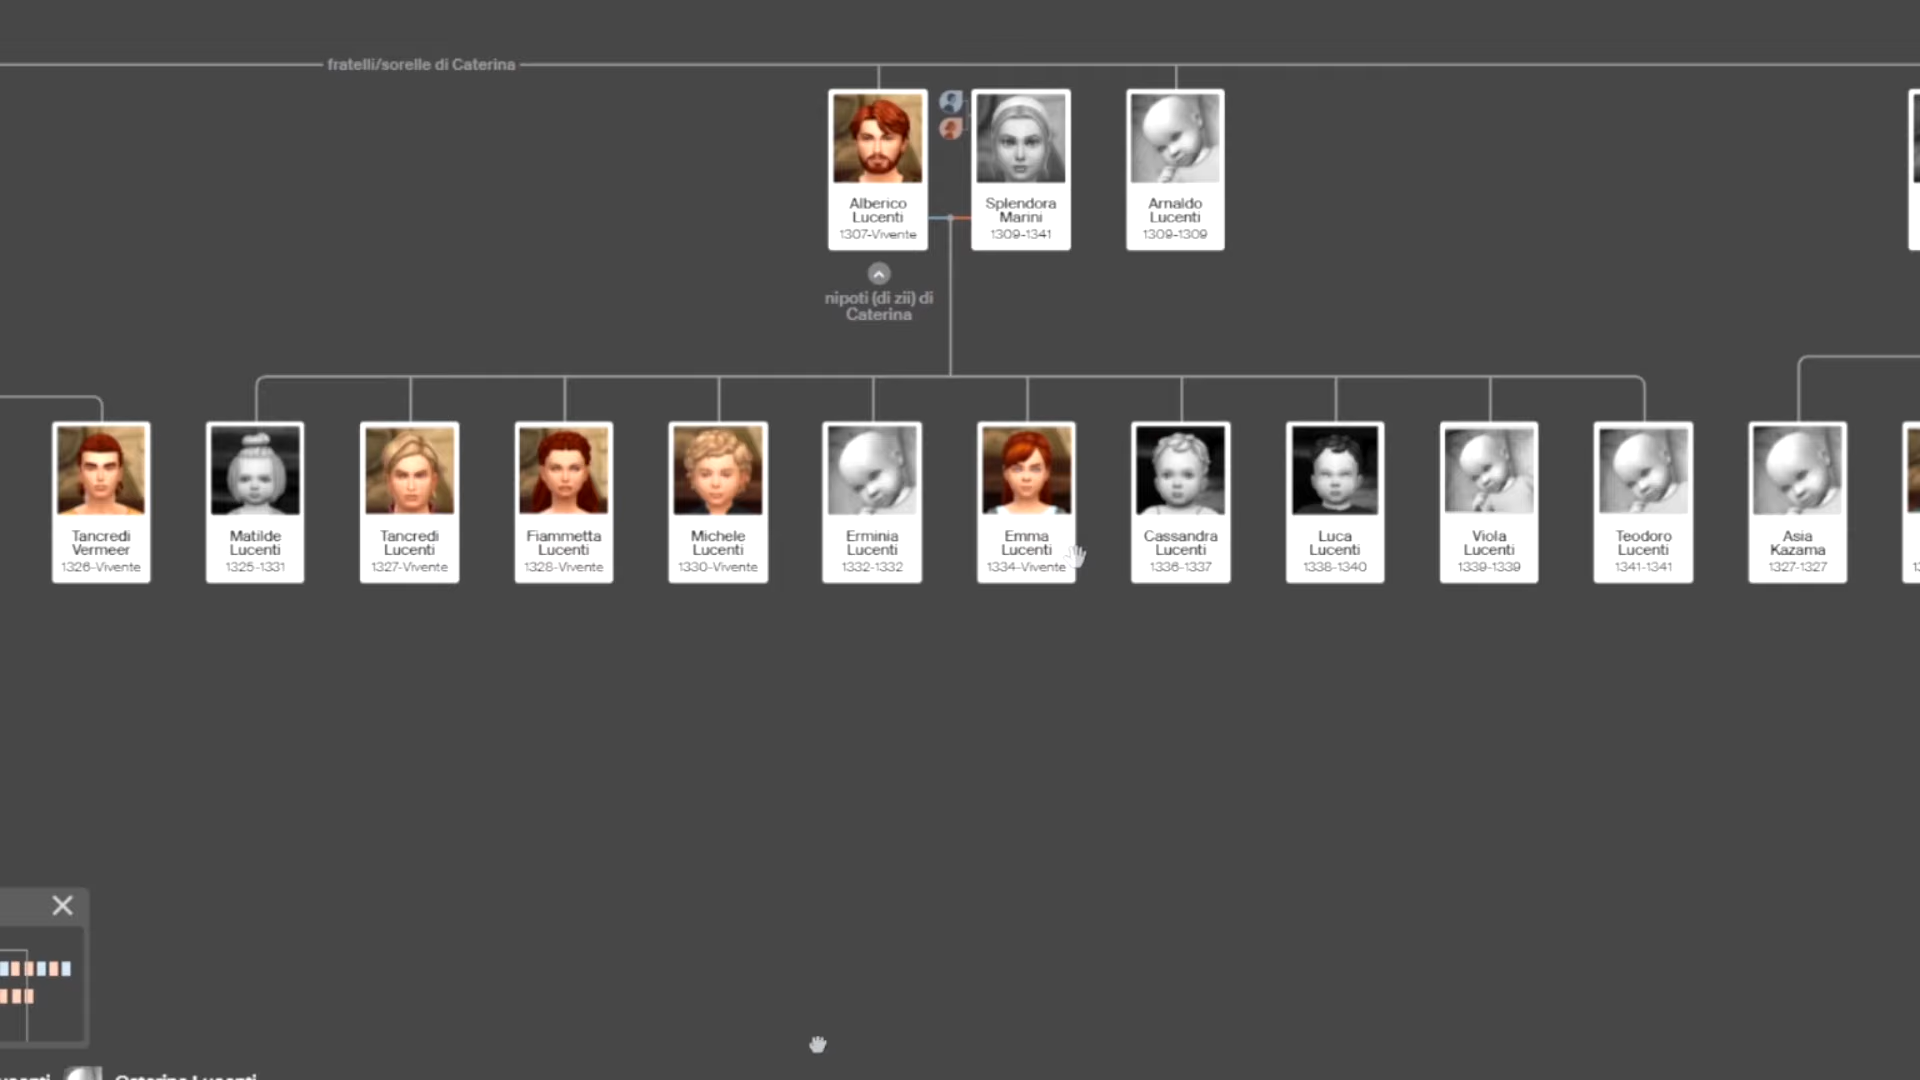 fratelli/sorelle di Caterina
Alberico
Lucenti
1307-Vivente
Splendora
Marini
1309-1341
Arnaldo
Lucenti
1309-1309
nipoti (di zii) di
Caterina
Tancredi
Vermeer
1326-Vivente
Matilde
Lucenti
1325-1331
Tancredi
Lucenti
1327-Vivente
Fiammetta
Lucenti
1328-Vivente
Michele
Lucenti
1330-Vivente
Erminia
Lucenti
1332-1332
Emma
Lucenti
1334-Vivente
Cassandra
Lucenti
1336-1337
Luca
Lucenti
1338-1340
Viola
Lucenti
1339-1339
Teodoro
Lucenti
1341-1341
Asia
Kazama
1327-1327
Caterina Lucenti